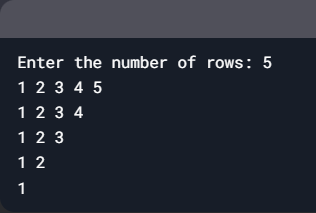 Enter the number of rows: 5
1 2 3 4 5
1 2 3 4
1 2 3
1 2
1